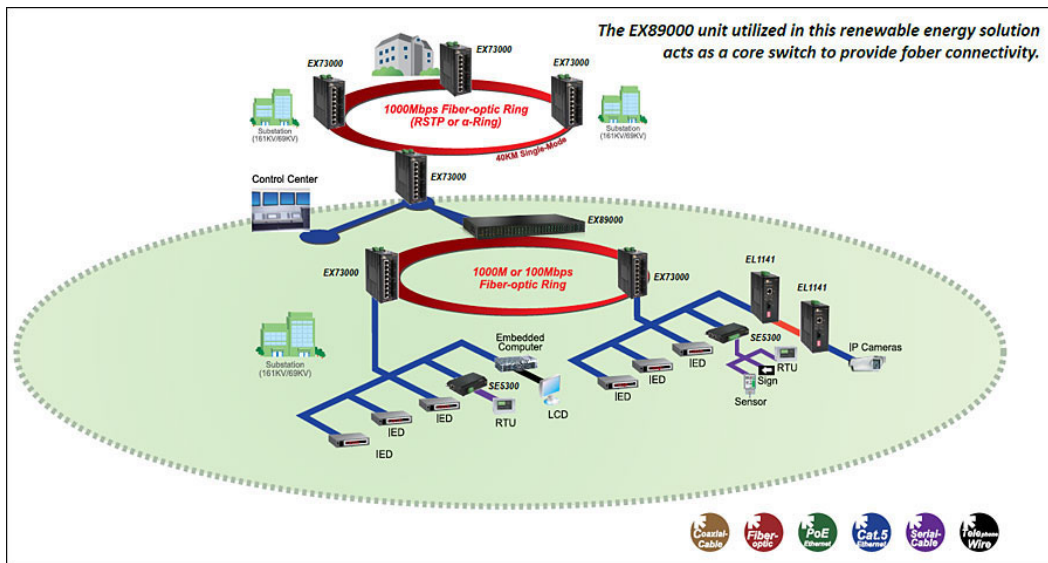 The EX89000 unit utilized in this renewable energy solution
acts as a core switch to provide fober connectivity.
EX73000
EX73000
EX73000
1000Mbps Fiber-optic Ring
(RSTP or α-Ring)
Substation
(161KV/69KV)
Substation
(161KV/69KV)
40KM Single-Mode
EX73000
Control Center
EX89000
EX73000
1000M or 100Mbps
Fiber-optic Ring
EX73000
EL1141
EL1141
Substation
(161KV/69KV)
Embedded
Computer
SE5300
IP Cameras
IED
IED
IED
RTU
Sign
Sensor
SE5300
LCD
RTU
IED
IED
IED
Coaxial-
Cable
Fiber-
optic
PoE
Ethernet
Cat.5
Ethernet
Serial-
Cable
Telephone
Wire